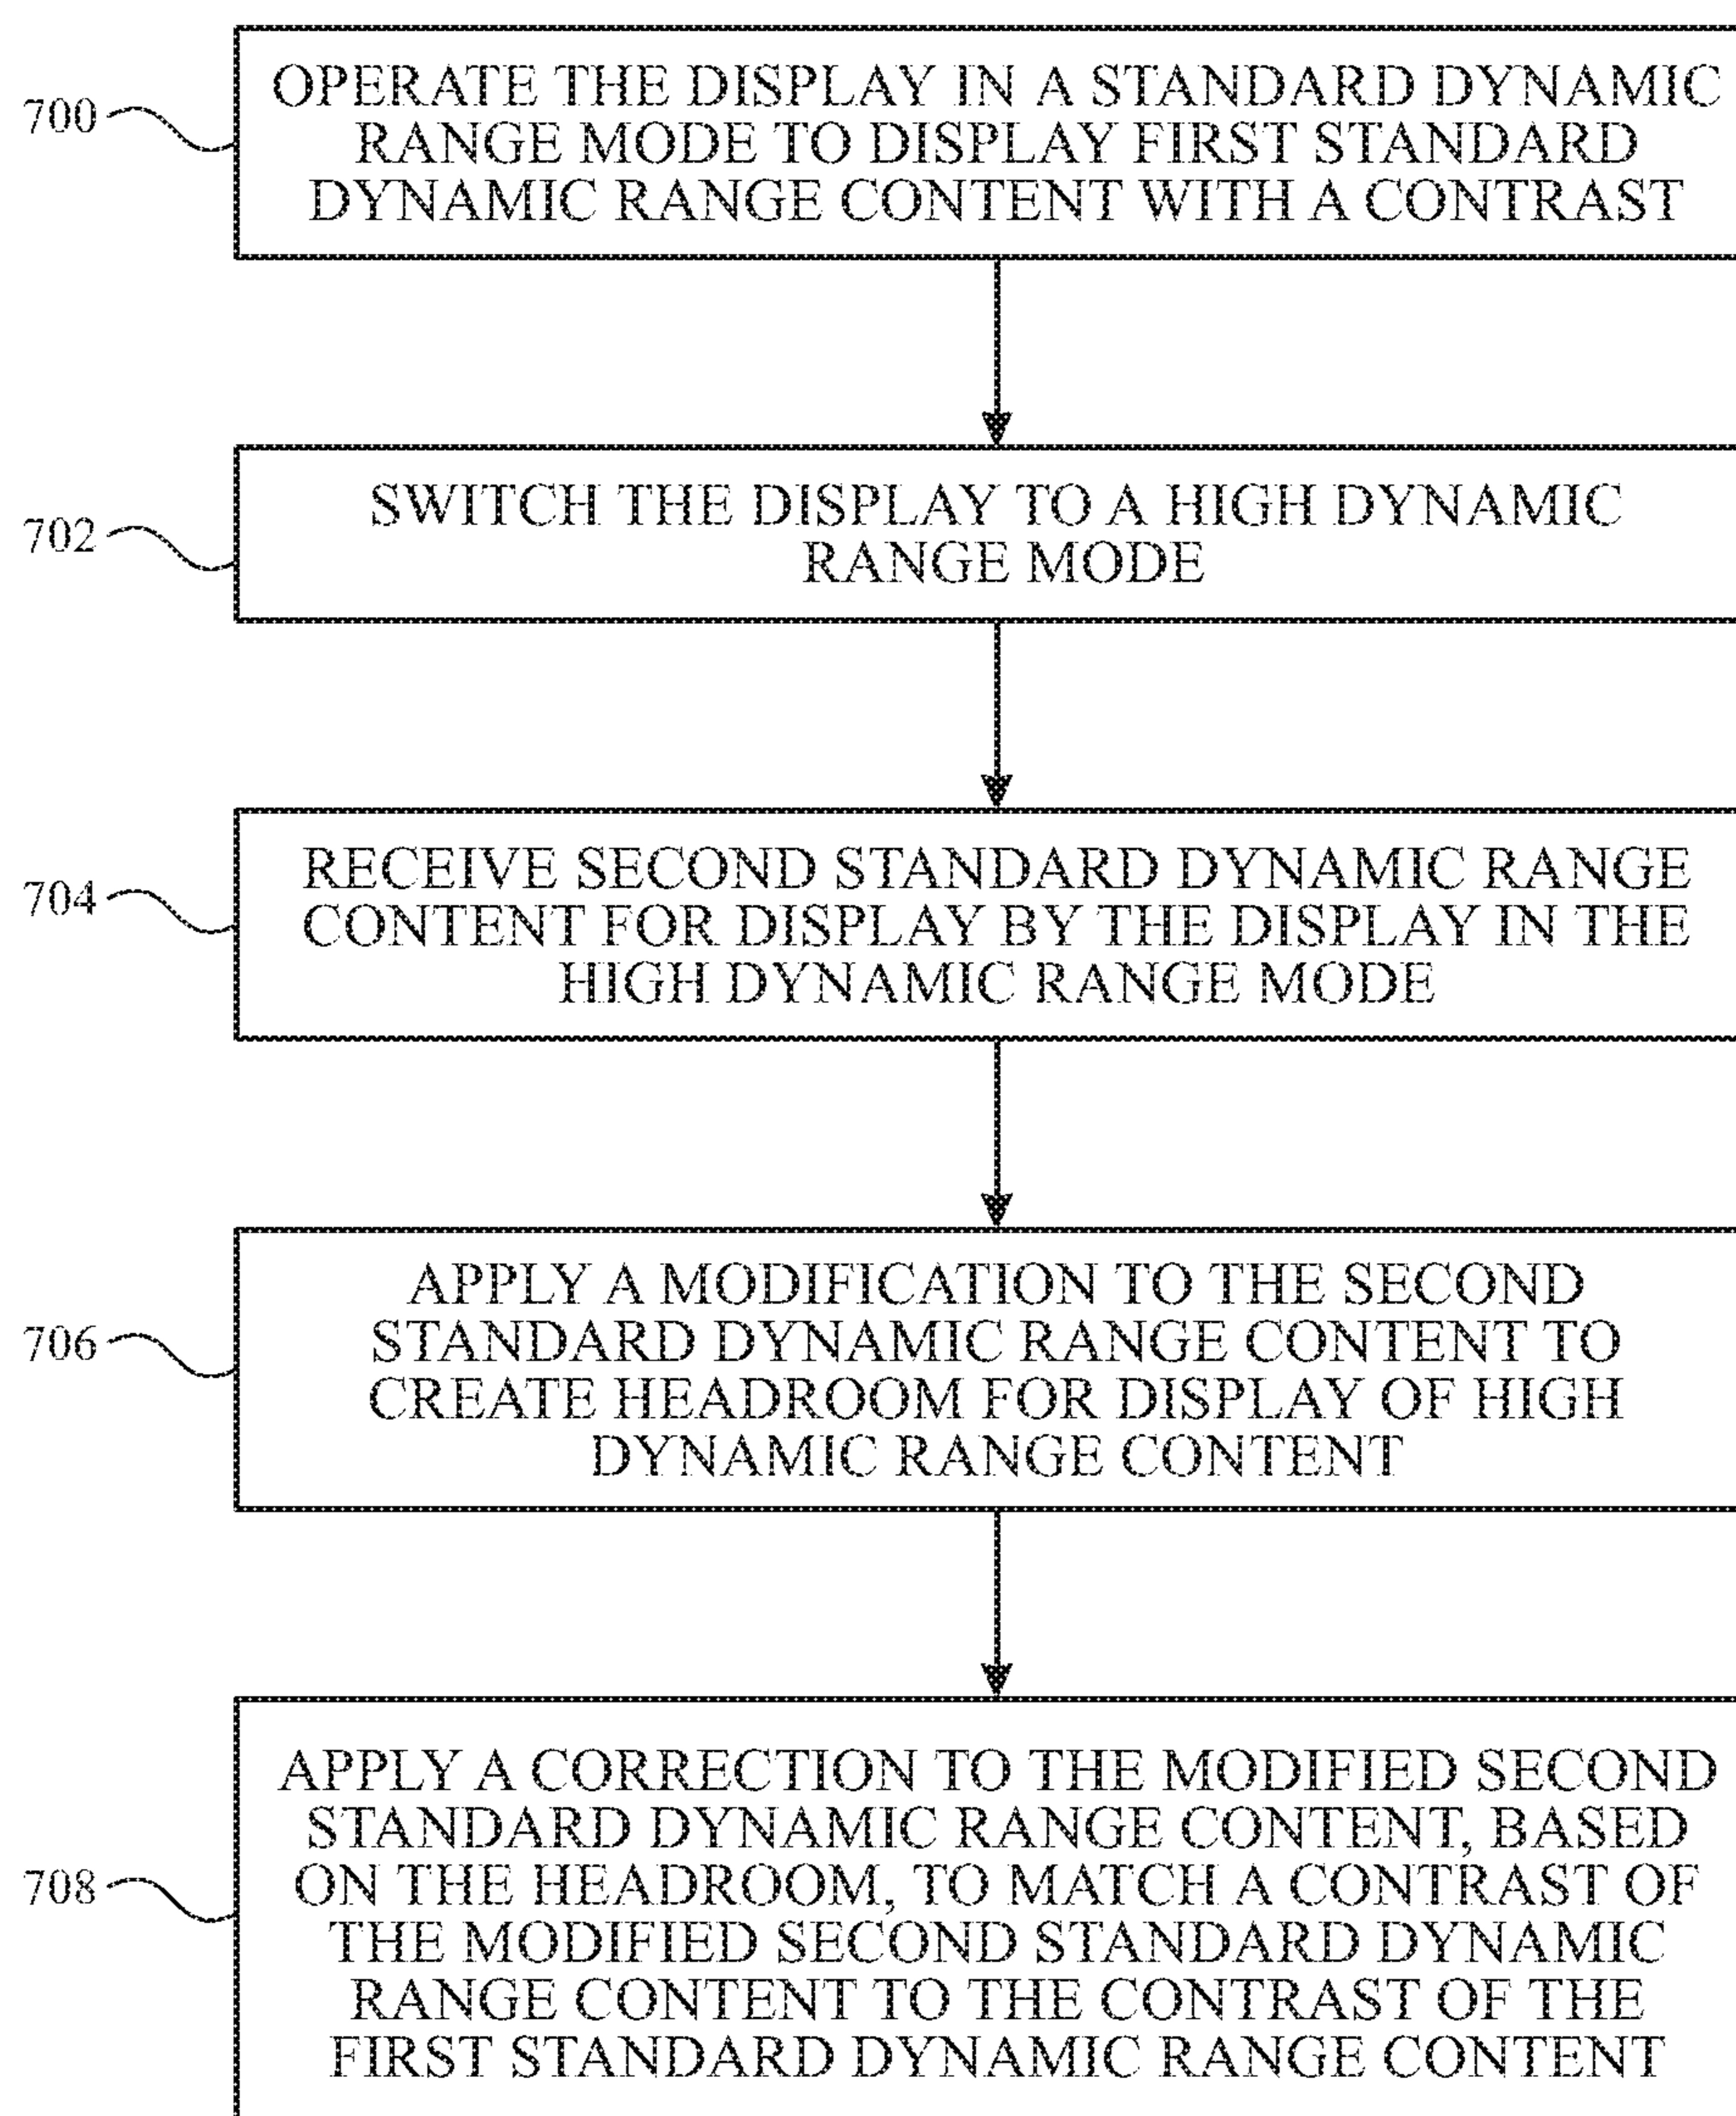 OPERATE THE DISPLAY IN A STANDARD DYNAMIC
700
RANGE MODE TO DISPLAY FIRST STANDARD
DYNAMIC RANGE CONTENT WITH A CONTRAST
SWITCH THE DISPLAY TO A HIGH DYNAMIC
702
RANGE MODE
RECEIVE SECOND STANDARD DYNAMIC RANGE
704
CONTENT FOR DISPLAY BY THE DISPLAY IN THE
HIGH DYNAMIC RANGE MODE
APPLY A MODIFICATION TO THE SECOND
706
STANDARD DYNAMIC RANGE CONTENT TO
CREATE HEADROOM FOR DISPLAY OF HIGH
DYNAMIC RANGE CONTENT
APPLY A CORRECTION TO THE MODIFIED SECOND
STANDARD DYNAMIC RANGE CONTENT, BASED
708
ON THE HEADROOM, TO MATCH A CONTRAST OF
THE MODIFIED SECOND STANDARD DYNAMIC
RANGE CONTENT TO THE CONTRAST OF THE
FIRST STANDARD DYNAMIC RANGE CONTENT